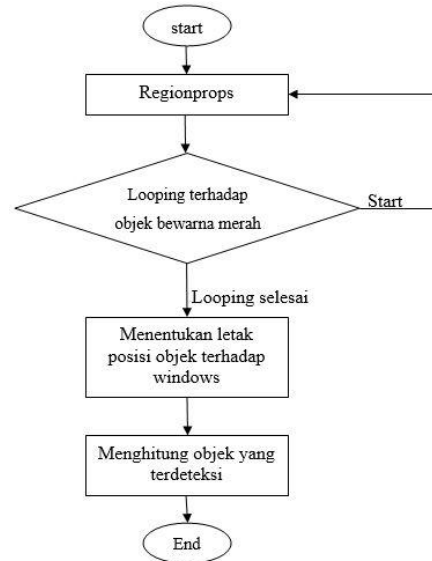 start
Regionprops
Looping terhadap
objek bewarna merah
Start
Looping selesai
Menentukan letak
posisi objek terhadap
windows
Menghitung objek yang
terdeteksi
End